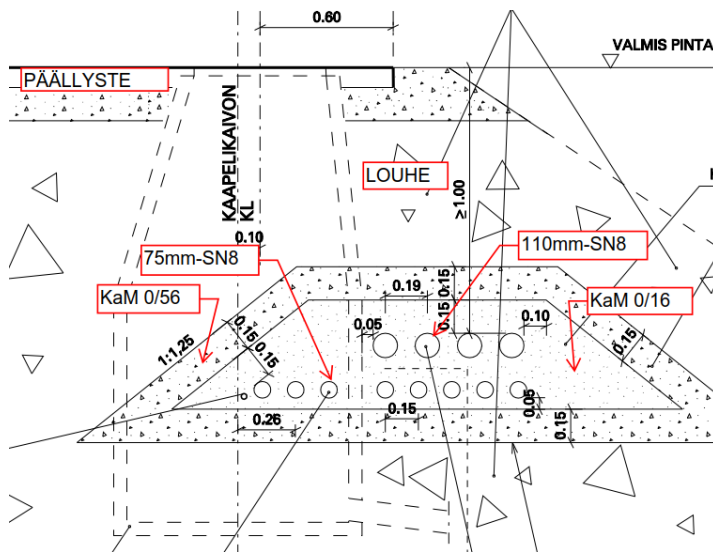 0.60
VALMIS PINTA
PÄÄLLYSTE
KAAPELIKAIVON
KL
LOUHE
≥1.00
0.10
75mm-SN8
110mm-SN8
KaM 0/56
0.19
0.15
0.15
0.10
KaM 0/16
0.05
1:1,25
0.15
0.15
0.15
0.05
0.26
0.15
0.15